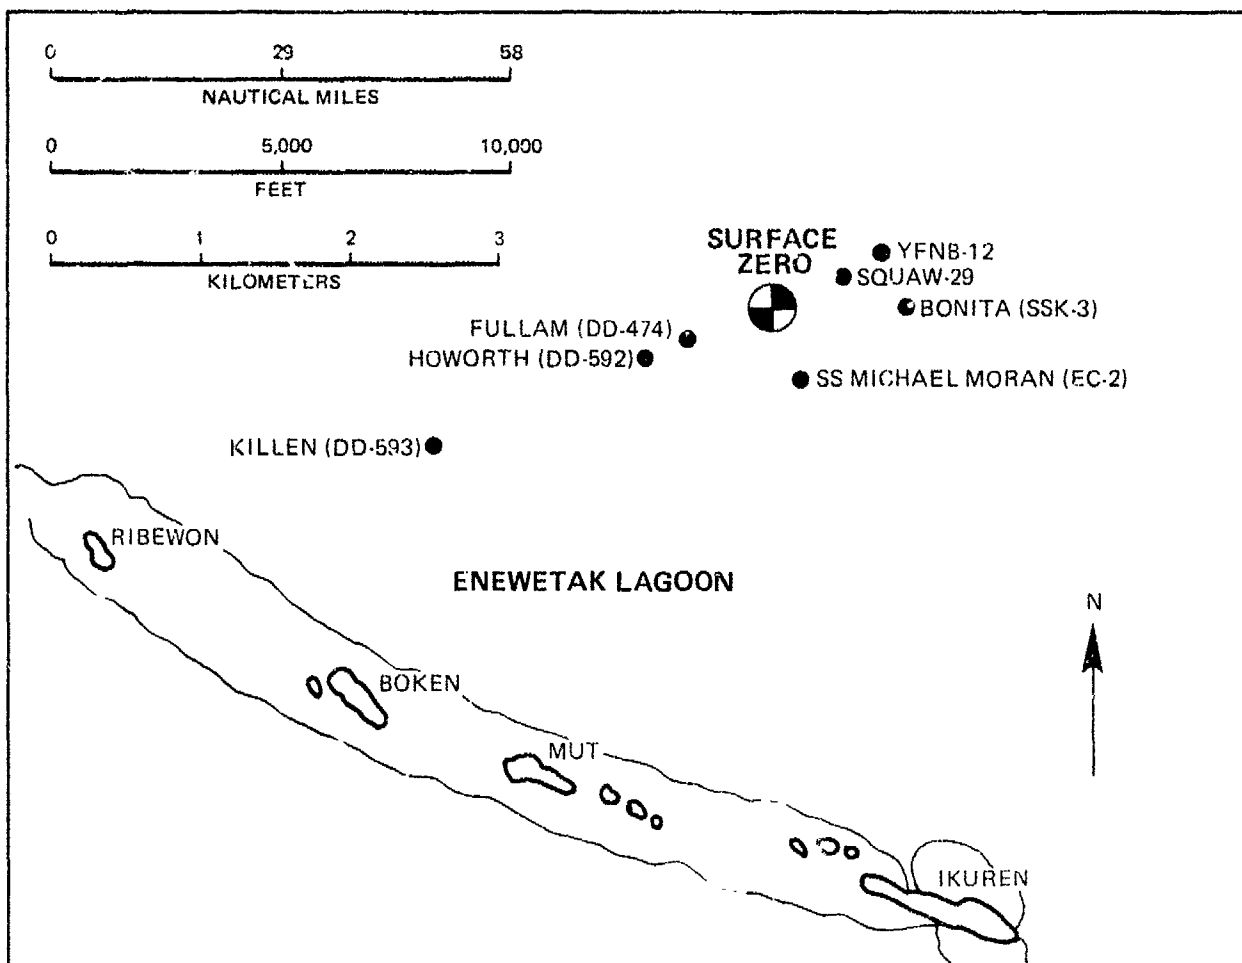 0 29 58
NAUTICAL MILES
0 5,000 10,000
FEET
0 1 2 3
KILOMETERS
SURFACE
ZERO
YFNB-12
SQUAW-29
BONITA (SSK-3)
FULLAM (DD-474)
HOWORTH (DD-592)
SS MICHAEL MORAN (EC-2)
KILLEN (DD-593)
RIBEWON
ENEWETAK LAGOON
N
BOKEN
MUT
IKUREN